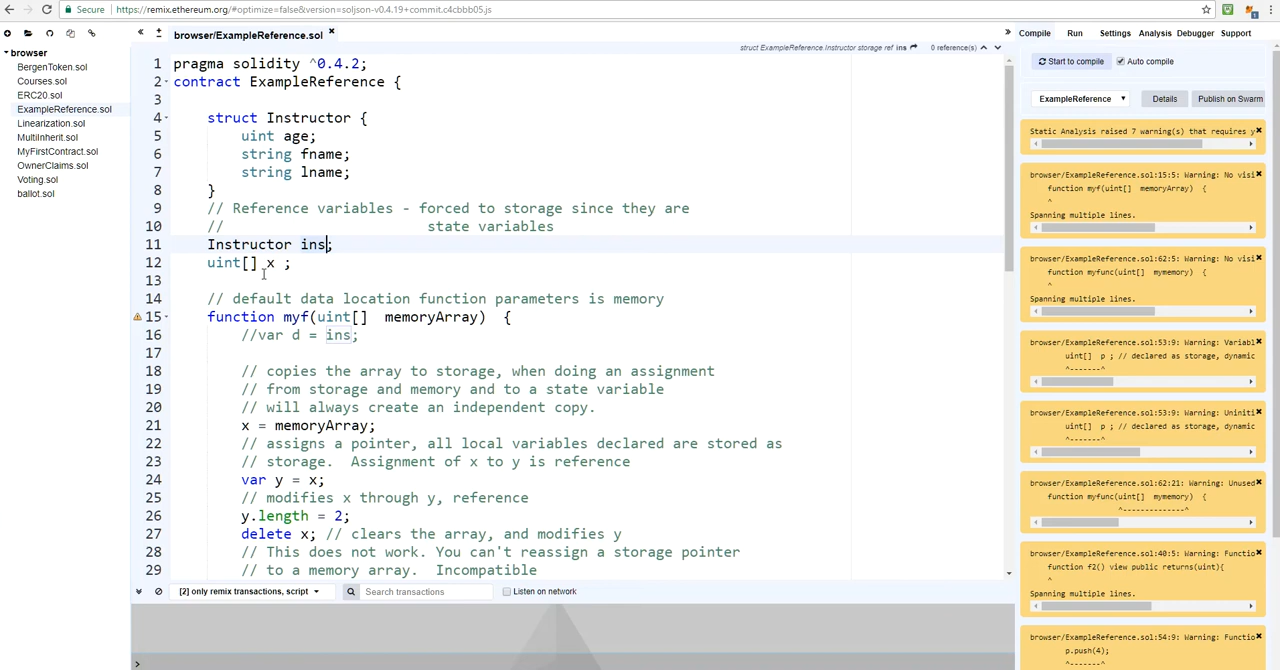 Secure | https://remix.ethereum.org/#optimize=false&version=soljson-v0.4.19+commit.c4cbbb05.js
browser
BergenToken.sol
Courses.sol
ERC20.sol
ExampleReference.sol
Linearization.sol
MultiInherit.sol
MyFirstContract.sol
OwnerClaims.sol
Voting.sol
ballot.sol
browser/ExampleReference.sol
struct ExampleReference.Instructor storage ref ins 0 reference(s)
1 pragma solidity ^0.4.2;
2 contract ExampleReference {
3
4 struct Instructor {
5 uint age;
6 string fname;
7 string lname;
8 }
9 // Reference variables - forced to storage since they are
10 // state variables
11 Instructor ins;
12 uint[] x ;
13
14 // default data location function parameters is memory
15 function myf(uint[] memoryArray) {
16 //var d = ins;
17
18 // copies the array to storage, when doing an assignment
19 // from storage and memory and to a state variable
20 // will always create an independent copy.
21 x = memoryArray;
22 // assigns a pointer, all local variables declared are stored as
23 // storage. Assignment of x to y is reference
24 var y = x;
25 // modifies x through y, reference
26 y.length = 2;
27 delete x; // clears the array, and modifies y
28 // This does not work. You can't reassign a storage pointer
29 // to a memory array. Incompatible
[2] only remix transactions, script
Search transactions
Listen on network
>
Compile Run Settings Analysis Debugger Support
Start to compile Auto compile
ExampleReference Details Publish on Swarm
Static Analysis raised 7 warning(s) that requires y
browser/ExampleReference.sol:15:5: Warning: No visi
function myf(uint[] memoryArray) {
^
Spanning multiple lines.
browser/ExampleReference.sol:62:5: Warning: No visi
function myfunc(uint[] mymemory) {
^
Spanning multiple lines.
browser/ExampleReference.sol:53:9: Warning: Variabl
uint[] p ; // declared as storage, dynamic
^-------^
browser/ExampleReference.sol:53:9: Warning: Uniniti
uint[] p ; // declared as storage, dynamic
^-------^
browser/ExampleReference.sol:62:21: Warning: Unused
function myfunc(uint[] mymemory) {
^-------------^
browser/ExampleReference.sol:40:5: Warning: Functio
function f2() view public returns(uint){
^
Spanning multiple lines.
browser/ExampleReference.sol:54:9: Warning: Functio
p.push(4);
^-------^